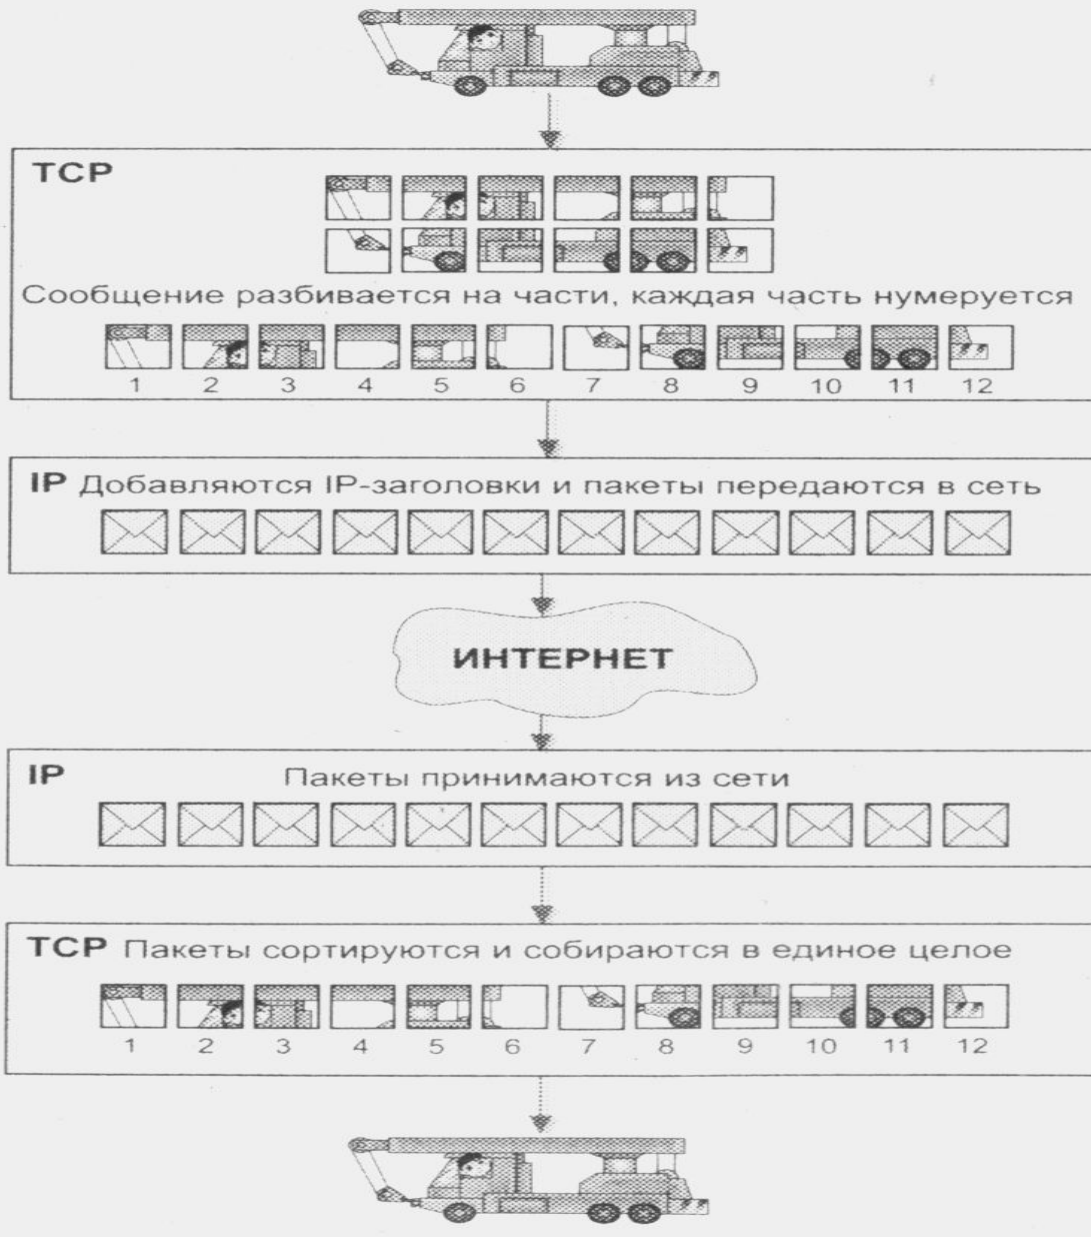 TCP
Сообщение разбивается на части, каждая часть нумеруется
1 2 3 4 5 6 7 8 9 10 11 12
IP Добавляются IP-заголовки и пакеты передаются в сеть
ИНТЕРНЕТ
IP Пакеты принимаются из сети
TCP Пакеты сортируются и собираются в единое целое
1 2 3 4 5 6 7 8 9 10 11 12